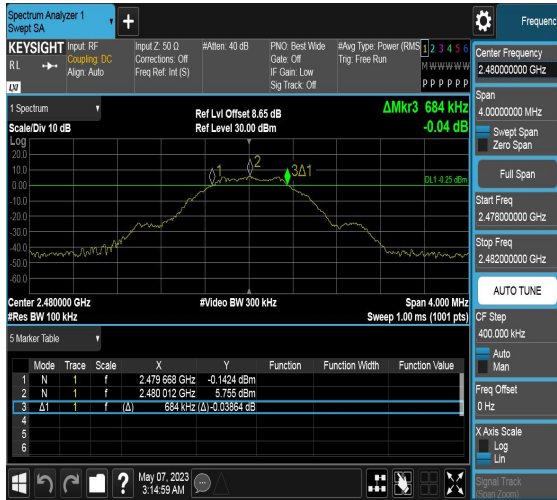 Spectrum Analyzer 1
Swept SA
+
Frequenc
KEYSIGHT
RL
LXI
Input: RF
Coupling: DC
Align: Auto
Input Z: 50 Ω
Corrections: Off
Freq Ref: Int (S)
#Atten: 40 dB
PNO: Best Wide
Gate: Off
IF Gain: Low
Sig Track: Off
#Avg Type: Power (RMS
Trig: Free Run
1 2 3 4 5 6
M W W W W W
P P P P P P
1 Spectrum
Scale/Div 10 dB
Ref Lvl Offset 8.65 dB
Ref Level 30.00 dBm
ΔMkr3 684 kHz
-0.04 dB
Log
20.0
10.0
0.00
-10.0
-20.0
-30.0
-40.0
-50.0
-60.0
1
2
3Δ1
DL1 -0.25 dBm
Center 2.480000 GHz
#Video BW 300 kHz
Span 4.000 MHz
#Res BW 100 kHz
Sweep 1.00 ms (1001 pts)
5 Marker Table
Mode Trace Scale X Y Function Function Width Function Value
1 N 1 f 2.479 668 GHz -0.1424 dBm
2 N 1 f 2.480 012 GHz 5.755 dBm
3 Δ1 1 f (Δ) 684 kHz (Δ) -0.03864 dB
4
5
6
May 07, 2023
3:14:59 AM
Center Frequency
2.480000000 GHz
Span
4.00000000 MHz
Swept Span
Zero Span
Full Span
Start Freq
2.478000000 GHz
Stop Freq
2.482000000 GHz
AUTO TUNE
CF Step
400.000 kHz
Auto
Man
Freq Offset
0 Hz
X Axis Scale
Log
Lin
Signal Track
(Span Zoom)